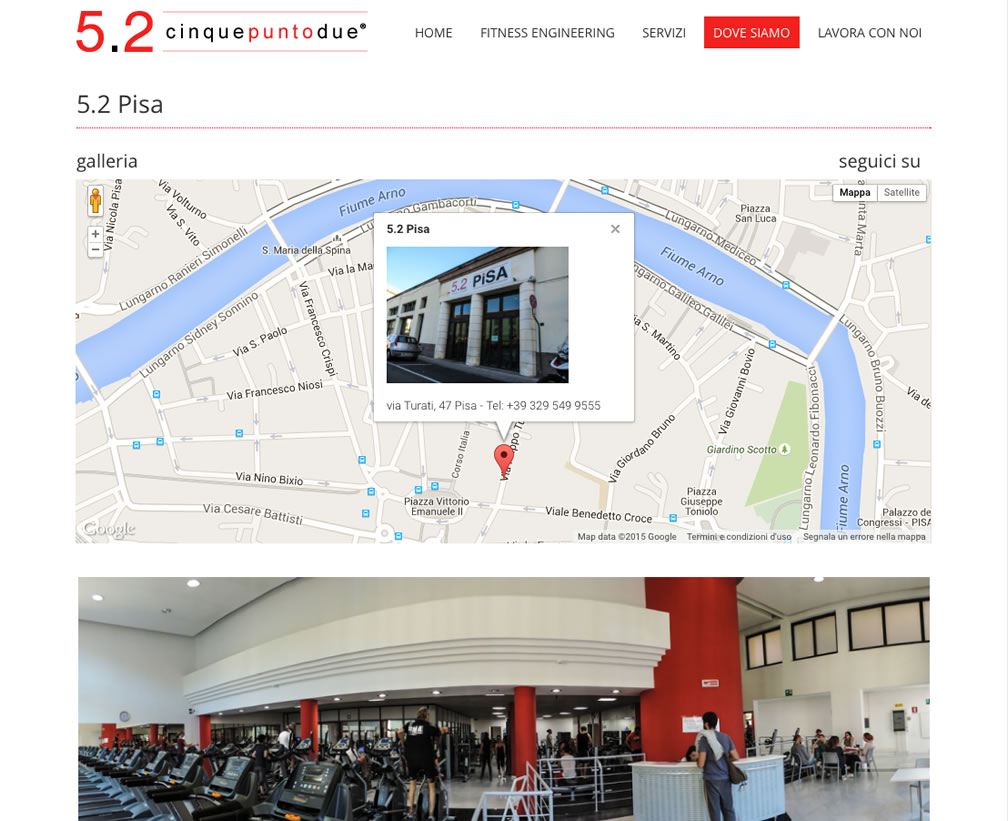 5.2 cinquepuntodue®
HOME
FITNESS ENGINEERING
SERVIZI
DOVE SIAMO
LAVORA CON NOI
5.2 Pisa
galleria
seguici su
Mappa
Satellite
+
−
Via Nicola Pisa
Via Volturno
Via S. Vito
Fiume Arno
Gambacorti
Lungarno Ranieri Simonelli
S. Maria della Spina
Via la Ma
Lungarno Sidney Sonnino
Via S. Paolo
Via Francesco Crispi
Via Francesco Niosi
Via Nino Bixio
Via Cesare Battisti
Corso Italia
Piazza Vittorio
Emanuele II
5.2 Pisa
5.2 PiSA
via Turati, 47 Pisa - Tel: +39 329 549 9555
Piazza
San Luca
Lungarno Mediceo
Fiume Arno
Lungarno Galileo Galilei
ia S. Martino
Via Giovanni Bovio
Via Giordano Bruno
Giardino Scotto
Lungarno Leonardo Fibonacci
Lungarno Bruno Buozzi
Via de
Fiume Arno
Piazza
Giuseppe
Toniolo
Viale Benedetto Croce
Palazzo de
Congressi - PISA
Google
Map data ©2015 Google
Termini e condizioni d'uso
Segnala un errore nella mappa